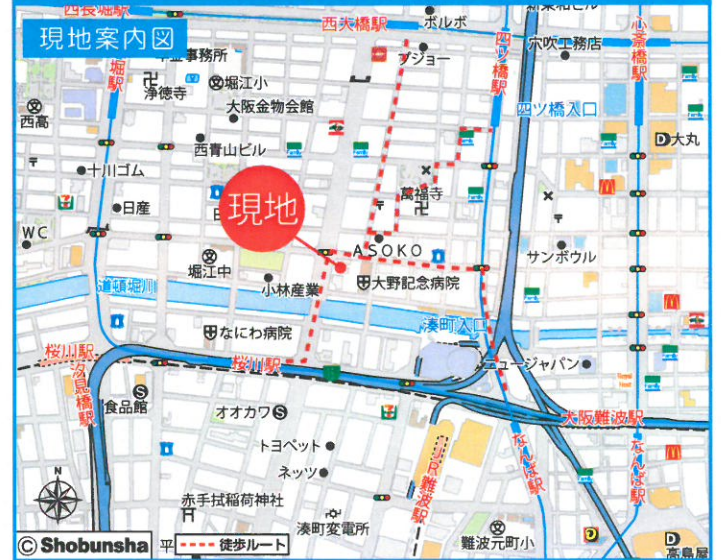 西長堀駅
西大橋駅
ボルボ
現地案内図
プジョー
四ツ橋駅
穴吹工務店
心斎橋駅
事務所
堀江小
浄徳寺
大阪金物会館
四ツ橋入口
西高
西青山ビル
大丸
十川ゴム
萬福寺
日産
現地
WC
ASOKO
サンボウル
堀江中
小林産業
大野記念病院
道頓堀川
湊町入口
なにわ病院
桜川駅
桜川駅
ニュージャパン
汐見橋駅
食品館
オオカワ
大阪難波駅
トヨペット
なんば駅
なんば駅
ネッツ
JR難波駅
N
赤手拭稲荷神社
湊町変電所
難波元町小
© Shobunsha
平
徒歩ルート
高島屋